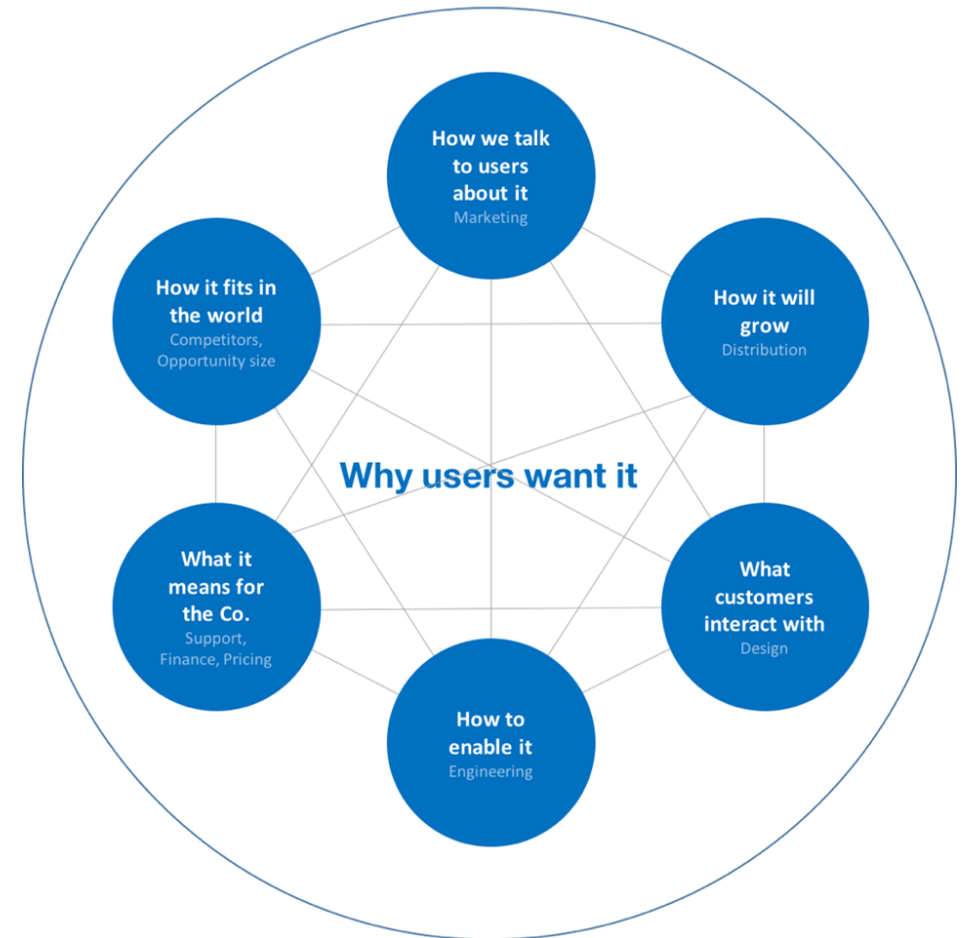 How we talk
to users
about it
Marketing
How it fits in
the world
Competitors,
Opportunity size
How it will
grow
Distribution
Why users want it
What it
means for
the Co.
Support,
Finance, Pricing
What
customers
interact with
Design
How to
enable it
Engineering